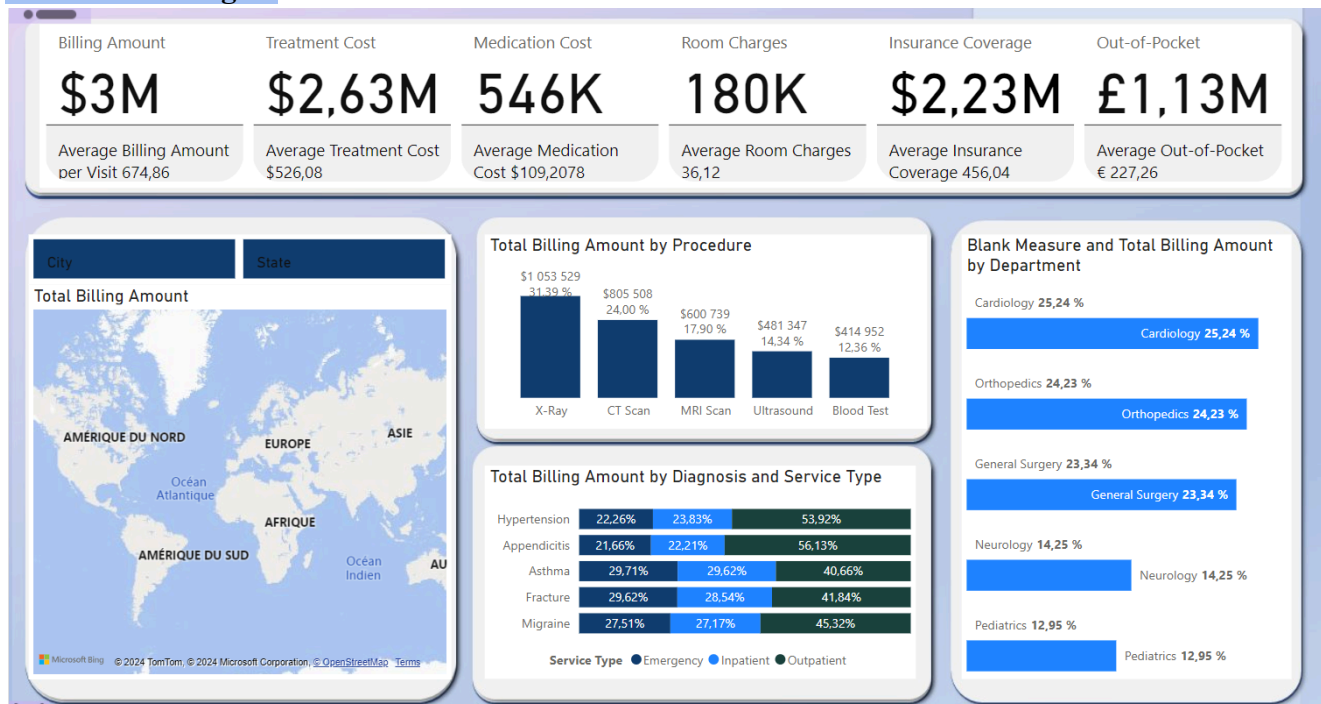 Billing Amount
$3M
Average Billing Amount
per Visit 674,86
Treatment Cost
$2,63M
Average Treatment Cost
$526,08
Medication Cost
546K
Average Medication
Cost $109,2078
Room Charges
180K
Average Room Charges
36,12
Insurance Coverage
$2,23M
Average Insurance
Coverage 456,04
Out-of-Pocket
£1,13M
Average Out-of-Pocket
€ 227,26
City
State
Total Billing Amount
AMÉRIQUE DU NORD
EUROPE
ASIE
Océan
Atlantique
AFRIQUE
AMÉRIQUE DU SUD
Océan
Indien
AU
Microsoft Bing
© 2024 TomTom, © 2024 Microsoft Corporation, © OpenStreetMap Terms
Total Billing Amount by Procedure
$1 053 529
31,39 %
$805 508
24,00 %
$600 739
17,90 %
$481 347
14,34 %
$414 952
12,36 %
X-Ray
CT Scan
MRI Scan
Ultrasound
Blood Test
Total Billing Amount by Diagnosis and Service Type
Hypertension 22,26% 23,83% 53,92%
Appendicitis 21,66% 22,21% 56,13%
Asthma 29,71% 29,62% 40,66%
Fracture 29,62% 28,54% 41,84%
Migraine 27,51% 27,17% 45,32%
Service Type Emergency Inpatient Outpatient
Blank Measure and Total Billing Amount
by Department
Cardiology 25,24 %
Cardiology 25,24 %
Orthopedics 24,23 %
Orthopedics 24,23 %
General Surgery 23,34 %
General Surgery 23,34 %
Neurology 14,25 %
Neurology 14,25 %
Pediatrics 12,95 %
Pediatrics 12,95 %